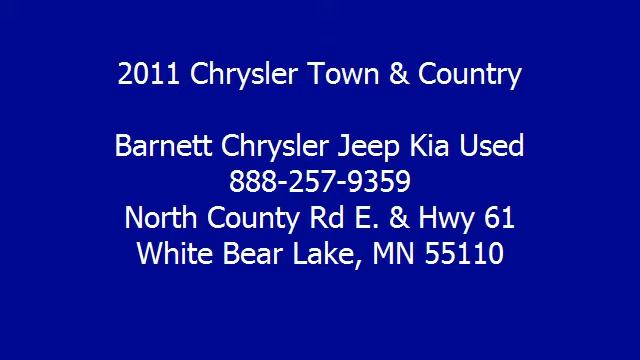 2011 Chrysler Town & Country
Barnett Chrysler Jeep Kia Used
888-257-9359
North County Rd E. & Hwy 61
White Bear Lake, MN 55110